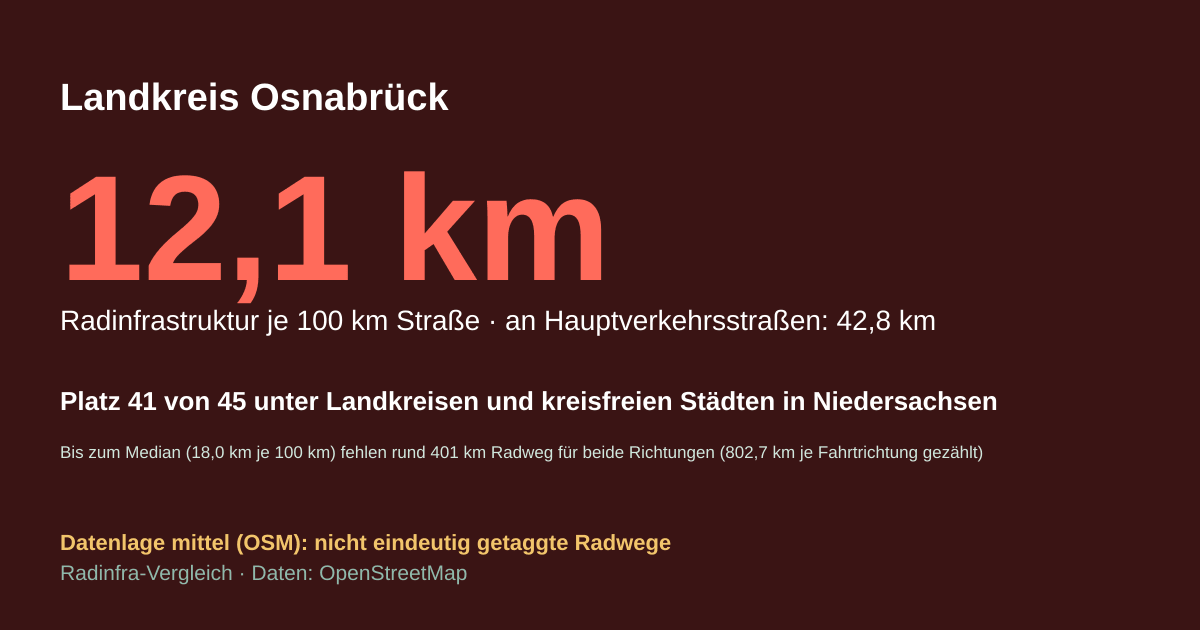 Landkreis Osnabrück
12,1 km
Radinfrastruktur je 100 km Straße · an Hauptverkehrsstraßen: 42,8 km
Platz 41 von 45 unter Landkreisen und kreisfreien Städten in Niedersachsen
Bis zum Median (18,0 km je 100 km) fehlen rund 401 km Radweg für beide Richtungen (802,7 km je Fahrtrichtung gezählt)
Datenlage mittel (OSM): nicht eindeutig getaggte Radwege
Radinfra-Vergleich · Daten: OpenStreetMap